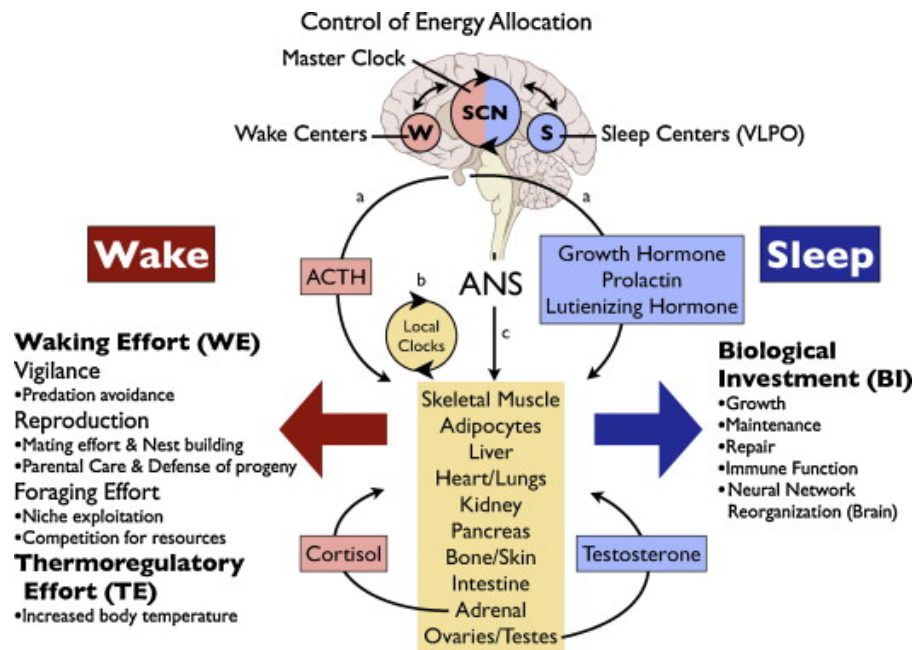 Control of Energy Allocation
Master Clock
SCN
W
S
Wake Centers
Sleep Centers (VLPO)
a
a
Wake
ACTH
b
Local
Clocks
ANS
c
Growth Hormone
Prolactin
Lutienizing Hormone
Sleep
Waking Effort (WE)
Vigilance
•Predation avoidance
Reproduction
•Mating effort & Nest building
•Parental Care & Defense of progeny
Foraging Effort
•Niche exploitation
•Competition for resources
Thermoregulatory
Effort (TE)
•Increased body temperature
Skeletal Muscle
Adipocytes
Liver
Heart/Lungs
Kidney
Pancreas
Bone/Skin
Intestine
Adrenal
Ovaries/Testes
Cortisol
Testosterone
Biological
Investment (BI)
•Growth
•Maintenance
•Repair
•Immune Function
•Neural Network
Reorganization (Brain)